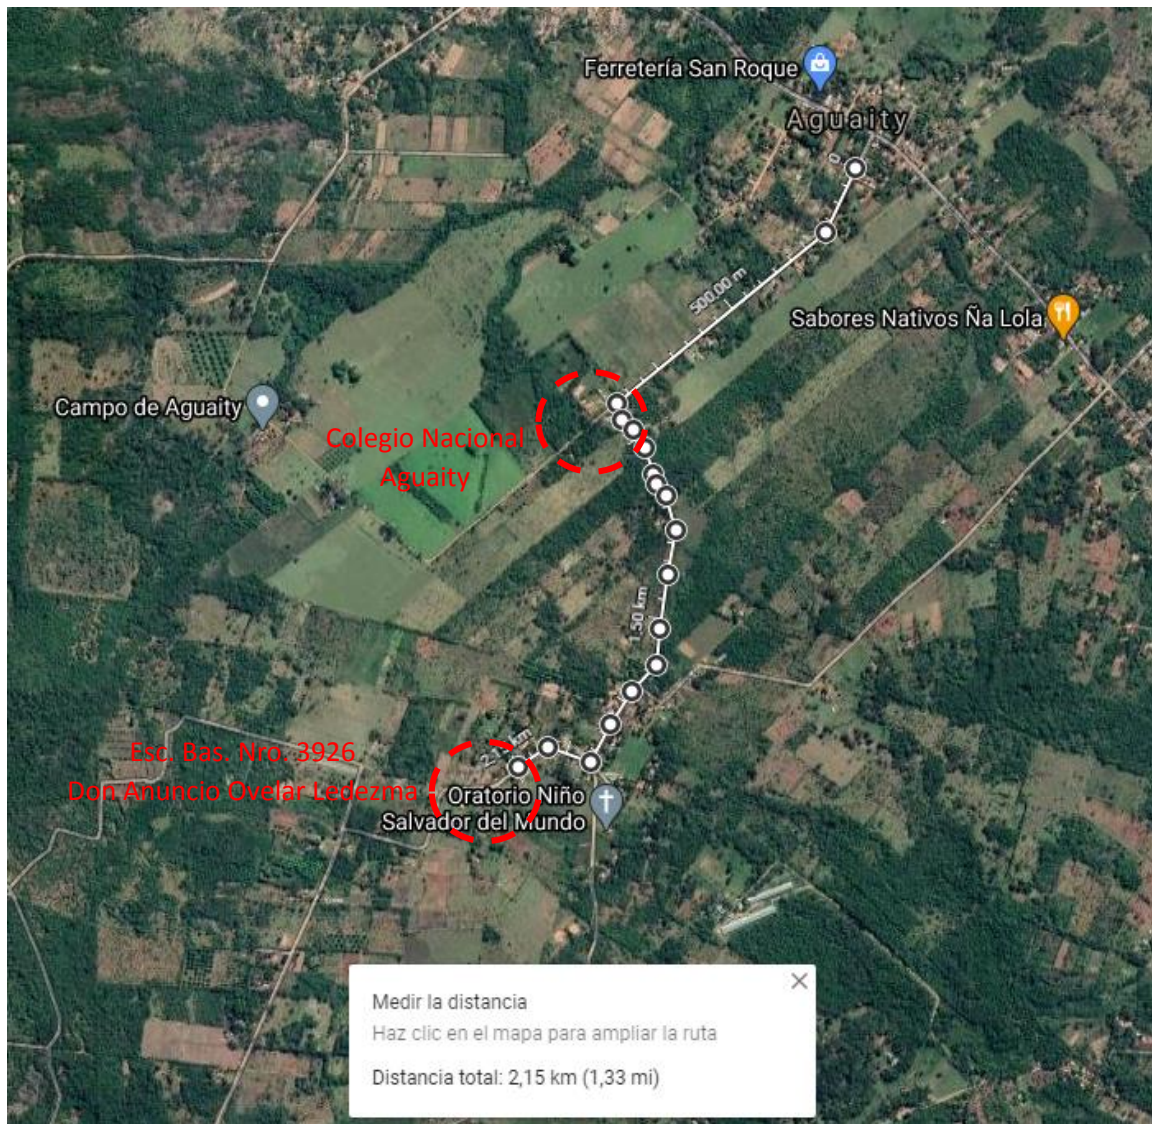 Ferretería San Roque
Aguaity
0
500.00 m
Sabores Nativos Ña Lola
Campo de Aguaity
Colegio Nacional
Aguaity
1.50 km
Esc. Bas. Nro. 3926
Don Anuncio Ovelar Ledezma
km
Oratorio Niño
Salvador del Mundo
Medir la distancia
Haz clic en el mapa para ampliar la ruta
Distancia total: 2,15 km (1,33 mi)